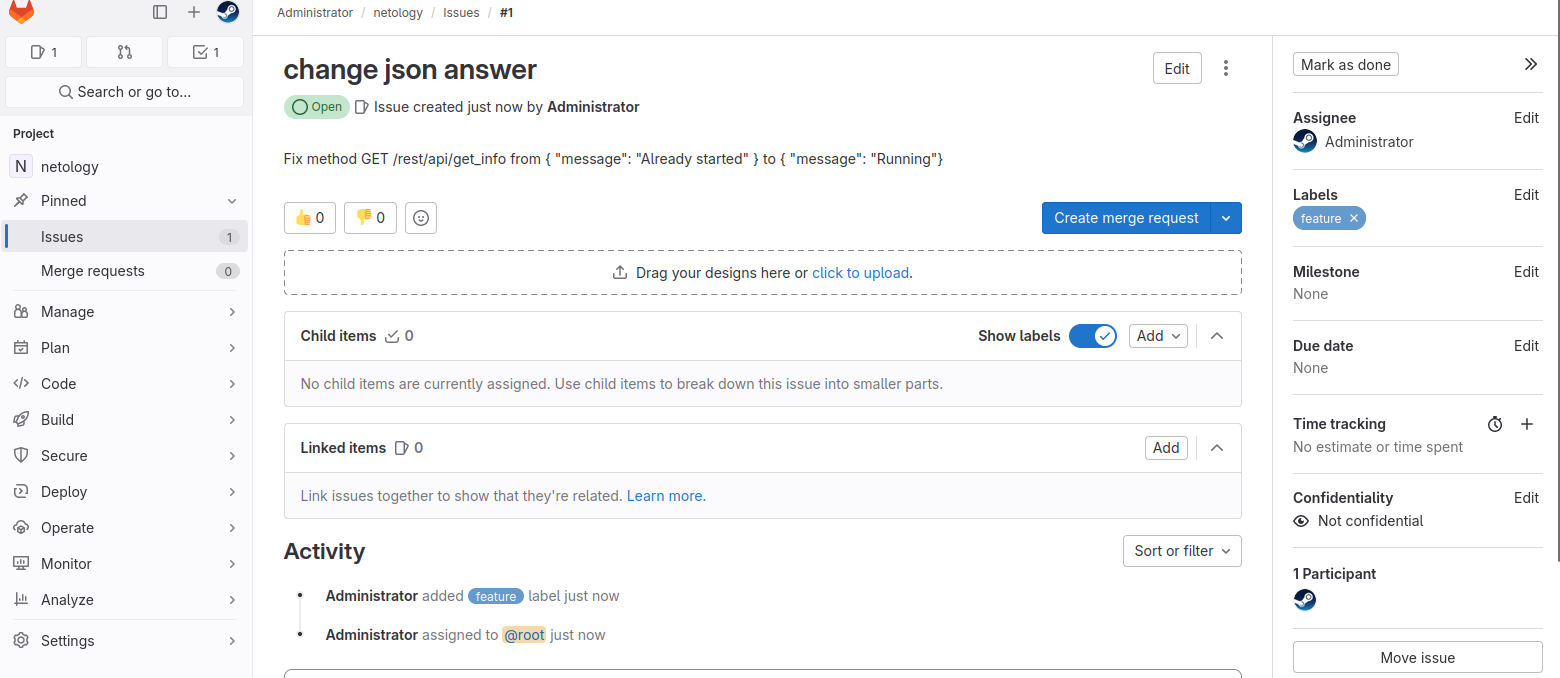 Administrator / netology / Issues / #1
1
1
Search or go to...
Project
N netology
Pinned
Issues 1
Merge requests 0
Manage
Plan
Code
Build
Secure
Deploy
Operate
Monitor
Analyze
Settings
change json answer
Edit
Open Issue created just now by Administrator
Fix method GET /rest/api/get_info from { "message": "Already started" } to { "message": "Running"}
👍 0 👎 0
Create merge request
Drag your designs here or click to upload.
Child items 0
Show labels
Add
No child items are currently assigned. Use child items to break down this issue into smaller parts.
Linked items 0
Add
Link issues together to show that they're related. Learn more.
Activity
Sort or filter
Administrator added feature label just now
Administrator assigned to @root just now
Mark as done
Assignee Edit
Administrator
Labels Edit
feature
Milestone Edit
None
Due date Edit
None
Time tracking
No estimate or time spent
Confidentiality Edit
Not confidential
1 Participant
Move issue